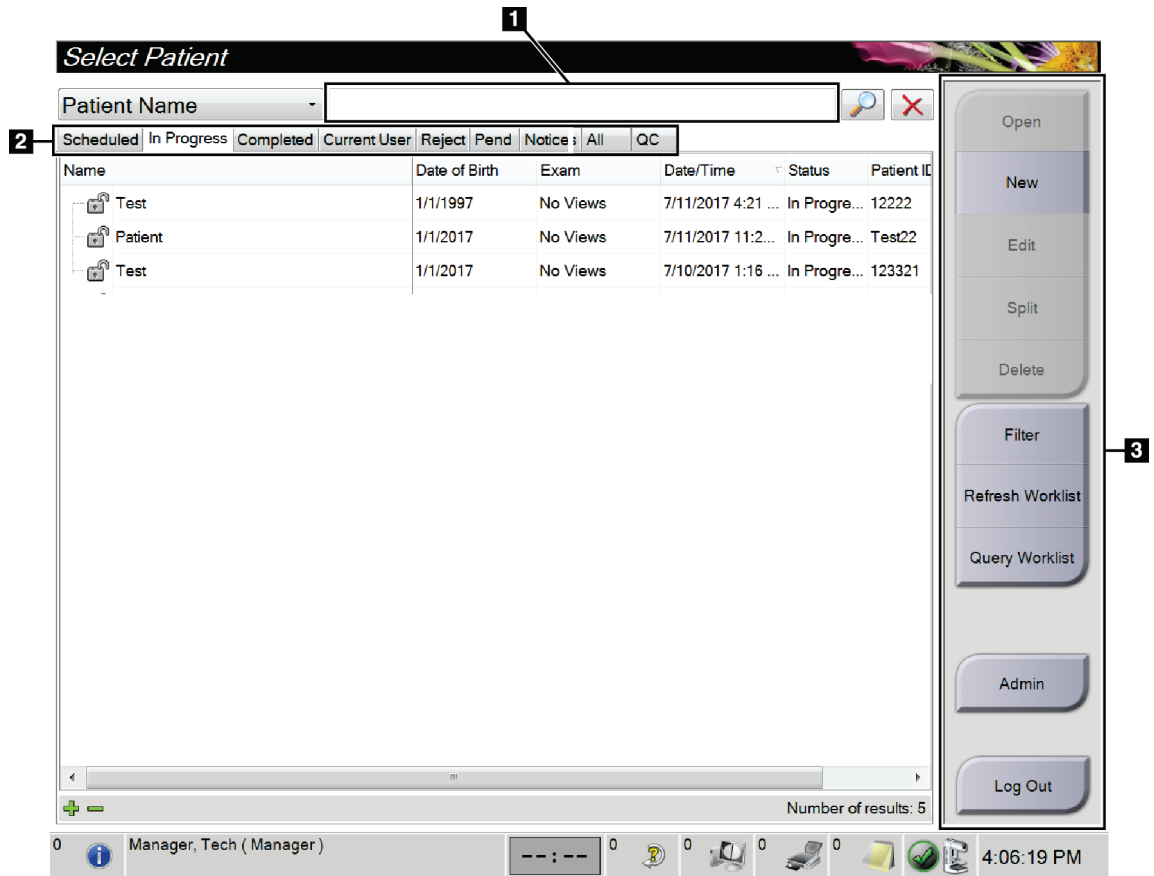 1
Select Patient
Patient Name
2
Scheduled In Progress Completed Current User Reject Pend Notices All QC
Name Date of Birth Exam Date/Time Status Patient ID
Test 1/1/1997 No Views 7/11/2017 4:21 ... In Progre... 12222
Patient 1/1/2017 No Views 7/11/2017 11:2... In Progre... Test22
Test 1/1/2017 No Views 7/10/2017 1:16 ... In Progre... 123321
Number of results: 5
Open
New
Edit
Split
Delete
Filter
3
Refresh Worklist
Query Worklist
Admin
Log Out
0 Manager, Tech ( Manager ) --:-- 0 0 0 0 4:06:19 PM